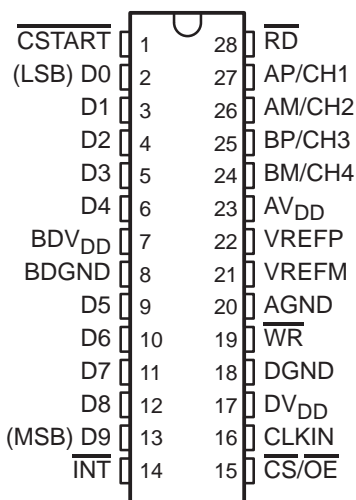 CSTART 1 28 RD
(LSB) D0 2 27 AP/CH1
D1 3 26 AM/CH2
D2 4 25 BP/CH3
D3 5 24 BM/CH4
D4 6 23 AVDD
BDVDD 7 22 VREFP
BDGND 8 21 VREFM
D5 9 20 AGND
D6 10 19 WR
D7 11 18 DGND
D8 12 17 DVDD
(MSB) D9 13 16 CLKIN
INT 14 15 CS/OE